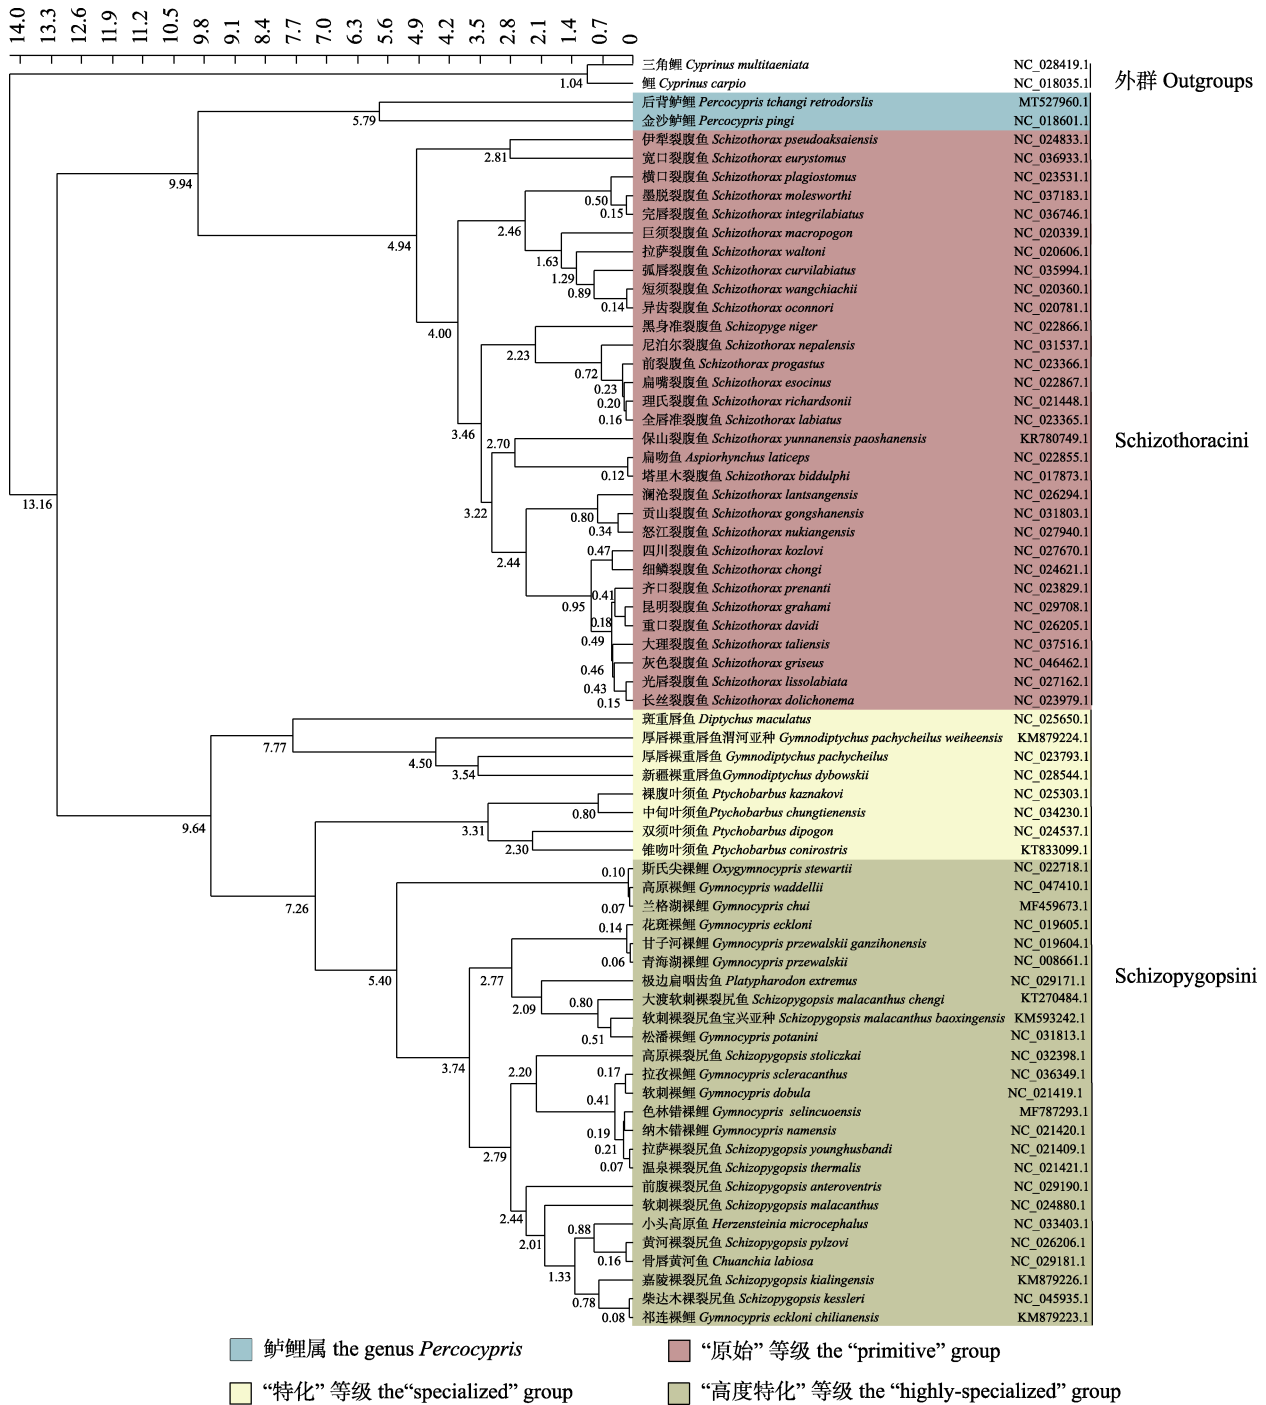 14.0 13.3 12.6 11.9 11.2 10.5 9.8 9.1 8.4 7.7 7.0 6.3 5.6 4.9 4.2 3.5 2.8 2.1 1.4 0.7 0
三角鲤 Cyprinus multitaeniata NC_028419.1
1.04 鲤 Cyprinus carpio NC_018035.1
外群 Outgroups
后背鲈鲤 Percocypris tchangi retrodorslis MT527960.1
5.79 金沙鲈鲤 Percocypris pingi NC_018601.1
伊犁裂腹鱼 Schizothorax pseudoaksaiensis NC_024833.1
2.81 宽口裂腹鱼 Schizothorax eurystomus NC_036933.1
9.94 横口裂腹鱼 Schizothorax plagiostomus NC_023531.1
0.50 墨脱裂腹鱼 Schizothorax molesworthi NC_037183.1
0.15 完唇裂腹鱼 Schizothorax integrilabiatus NC_036746.1
4.94 2.46 巨须裂腹鱼 Schizothorax macropogon NC_020339.1
1.63 拉萨裂腹鱼 Schizothorax waltoni NC_020606.1
1.29 弧唇裂腹鱼 Schizothorax curvilabiatus NC_035994.1
0.89 短须裂腹鱼 Schizothorax wangchiachii NC_020360.1
0.14 异齿裂腹鱼 Schizothorax oconnori NC_020781.1
4.00 黑身准裂腹鱼 Schizopyge niger NC_022866.1
2.23 尼泊尔裂腹鱼 Schizothorax nepalensis NC_031537.1
0.72 前裂腹鱼 Schizothorax progastus NC_023366.1
0.23 扁嘴裂腹鱼 Schizothorax esocinus NC_022867.1
0.20 理氏裂腹鱼 Schizothorax richardsonii NC_021448.1
0.16 全唇准裂腹鱼 Schizothorax labiatus NC_023365.1
3.46 2.70 保山裂腹鱼 Schizothorax yunnanensis paoshanensis KR780749.1
Schizothoracini
扁吻鱼 Aspiorhynchus laticeps NC_022855.1
0.12 塔里木裂腹鱼 Schizothorax biddulphi NC_017873.1
13.16 澜沧裂腹鱼 Schizothorax lantsangensis NC_026294.1
3.22 0.80 贡山裂腹鱼 Schizothorax gongshanensis NC_031803.1
0.34 怒江裂腹鱼 Schizothorax nukiangensis NC_027940.1
0.47 四川裂腹鱼 Schizothorax kozlovi NC_027670.1
2.44 细鳞裂腹鱼 Schizothorax chongi NC_024621.1
0.41 齐口裂腹鱼 Schizothorax prenanti NC_023829.1
0.95 昆明裂腹鱼 Schizothorax grahami NC_029708.1
0.18 重口裂腹鱼 Schizothorax davidi NC_026205.1
0.49 大理裂腹鱼 Schizothorax taliensis NC_037516.1
0.46 灰色裂腹鱼 Schizothorax griseus NC_046462.1
0.43 光唇裂腹鱼 Schizothorax lissolabiata NC_027162.1
0.15 长丝裂腹鱼 Schizothorax dolichonema NC_023979.1
斑重唇鱼 Diptychus maculatus NC_025650.1
7.77 厚唇裸重唇鱼渭河亚种 Gymnodiptychus pachycheilus weiheensis KM879224.1
4.50 厚唇裸重唇鱼 Gymnodiptychus pachycheilus NC_023793.1
3.54 新疆裸重唇鱼Gymnodiptychus dybowskii NC_028544.1
裸腹叶须鱼 Ptychobarbus kaznakovi NC_025303.1
0.80 中甸叶须鱼Ptychobarbus chungtienensis NC_034230.1
9.64 3.31 双须叶须鱼 Ptychobarbus dipogon NC_024537.1
2.30 锥吻叶须鱼 Ptychobarbus conirostris KT833099.1
0.10 斯氏尖裸鲤 Oxygymnocypris stewartii NC_022718.1
高原裸鲤 Gymnocypris waddellii NC_047410.1
7.26 0.07 兰格湖裸鲤 Gymnocypris chui MF459673.1
0.14 花斑裸鲤 Gymnocypris eckloni NC_019605.1
甘子河裸鲤 Gymnocypris przewalskii ganzihonensis NC_019604.1
0.06 青海湖裸鲤 Gymnocypris przewalskii NC_008661.1
5.40 2.77 极边扁咽齿鱼 Platypharodon extremus NC_029171.1
Schizopygopsini
2.09 0.80 大渡软刺裸裂尻鱼 Schizopygopsis malacanthus chengi KT270484.1
软刺裸裂尻鱼宝兴亚种 Schizopygopsis malacanthus baoxingensis KM593242.1
0.51 松潘裸鲤 Gymnocypris potanini NC_031813.1
高原裸裂尻鱼 Schizopygopsis stoliczkai NC_032398.1
3.74 2.20 0.17 拉孜裸鲤 Gymnocypris scleracanthus NC_036349.1
软刺裸鲤 Gymnocypris dobula NC_021419.1
0.41 色林错裸鲤 Gymnocypris selincuoensis MF787293.1
0.19 纳木错裸鲤 Gymnocypris namensis NC_021420.1
2.79 0.21 拉萨裸裂尻鱼 Schizopygopsis younghusbandi NC_021409.1
0.07 温泉裸裂尻鱼 Schizopygopsis thermalis NC_021421.1
前腹裸裂尻鱼 Schizopygopsis anteroventris NC_029190.1
2.44 软刺裸裂尻鱼 Schizopygopsis malacanthus NC_024880.1
0.88 小头高原鱼 Herzensteinia microcephalus NC_033403.1
2.01 黄河裸裂尻鱼 Schizopygopsis pylzovi NC_026206.1
0.16 骨唇黄河鱼 Chuanchia labiosa NC_029181.1
1.33 嘉陵裸裂尻鱼 Schizopygopsis kialingensis KM879226.1
0.78 柴达木裸裂尻鱼 Schizopygopsis kessleri NC_045935.1
0.08 祁连裸鲤 Gymnocypris eckloni chilianensis KM879223.1
鲈鲤属 the genus Percocypris
“原始” 等级 the “primitive” group
“特化” 等级 the“specialized” group
“高度特化” 等级 the “highly-specialized” group